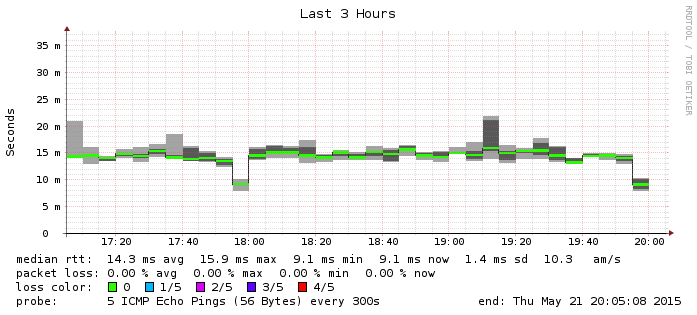 Last 3 Hours
RRDTOOL / TOBI OETIKER
Seconds
35 m
30 m
25 m
20 m
15 m
10 m
5 m
0
17:20 17:40 18:00 18:20 18:40 19:00 19:20 19:40 20:00
median rtt: 14.3 ms avg 15.9 ms max 9.1 ms min 9.1 ms now 1.4 ms sd 10.3 am/s
packet loss: 0.00 % avg 0.00 % max 0.00 % min 0.00 % now
loss color: 0 1/5 2/5 3/5 4/5
probe: 5 ICMP Echo Pings (56 Bytes) every 300s end: Thu May 21 20:05:08 2015